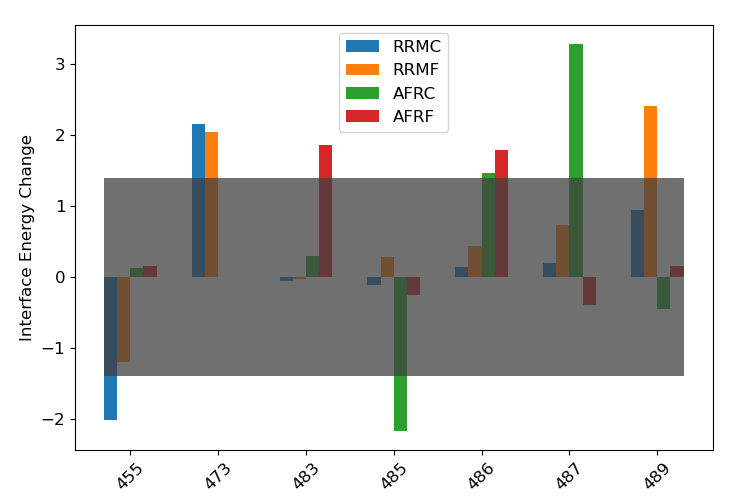 RRMC
RRMF
AFRC
AFRF
Interface Energy Change
3
2
1
0
−1
−2
455
473
483
485
486
487
489